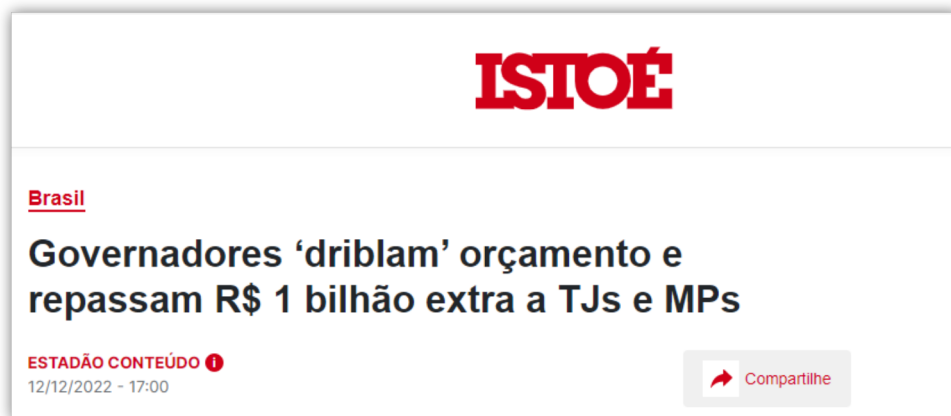 ISTOÉ
Brasil
Governadores ‘driblam’ orçamento e
repassam R$ 1 bilhão extra a TJs e MPs
ESTADÃO CONTEÚDO i
12/12/2022 - 17:00
Compartilhe